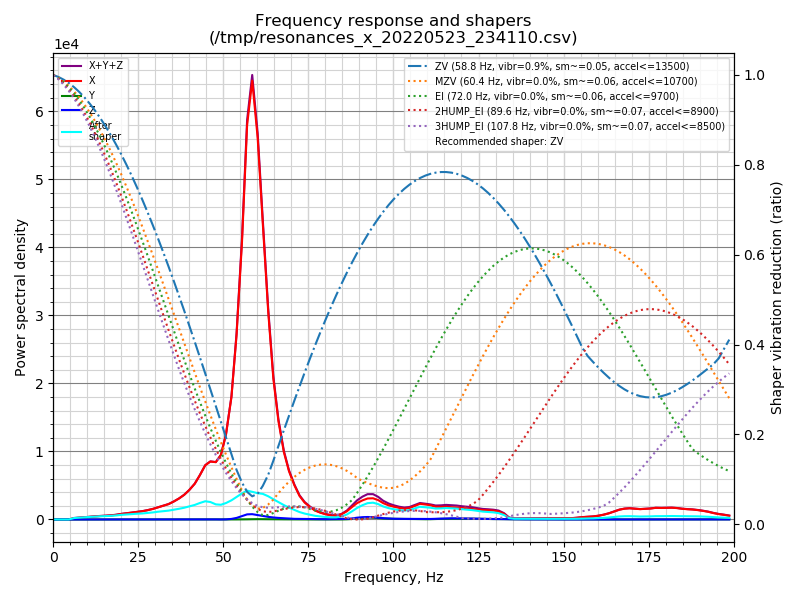 Frequency response and shapers
(/tmp/resonances_x_20220523_234110.csv)
1e4
X+Y+Z
X
Y
Z
After
shaper
ZV (58.8 Hz, vibr=0.9%, sm~=0.05, accel<=13500)
MZV (60.4 Hz, vibr=0.0%, sm~=0.06, accel<=10700)
EI (72.0 Hz, vibr=0.0%, sm~=0.06, accel<=9700)
2HUMP_EI (89.6 Hz, vibr=0.0%, sm~=0.07, accel<=8900)
3HUMP_EI (107.8 Hz, vibr=0.0%, sm~=0.07, accel<=8500)
Recommended shaper: ZV
Power spectral density
6
5
4
3
2
1
0
1.0
0.8
0.6
0.4
0.2
0.0
Shaper vibration reduction (ratio)
0 25 50 75 100 125 150 175 200
Frequency, Hz